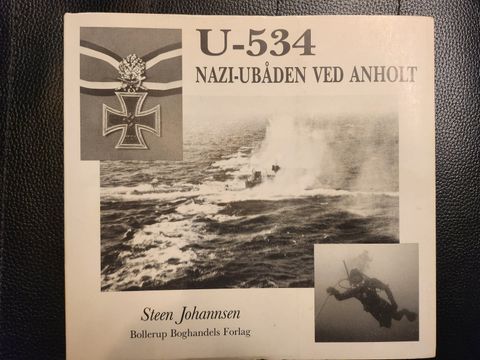 U-534
NAZI-UBÅDEN VED ANHOLT
Steen Johannsen
Bollerup Boghandels Forlag